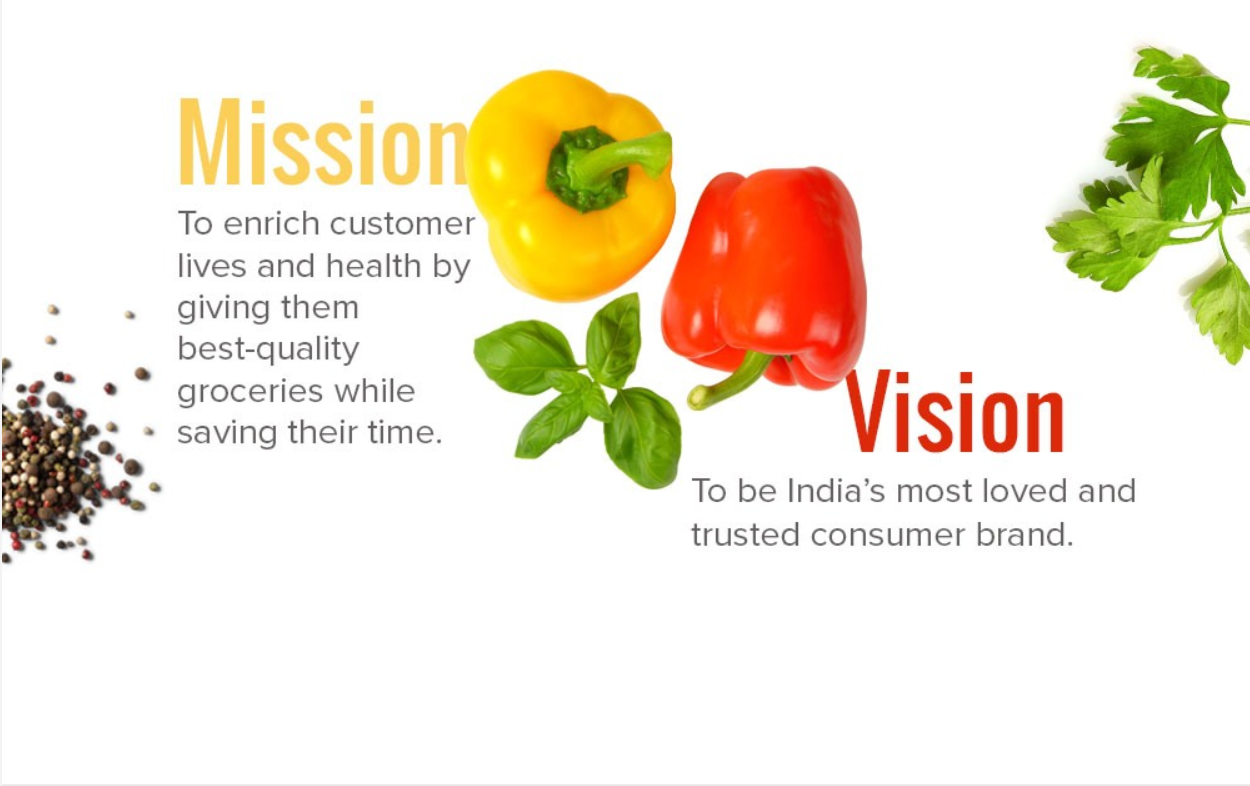 Mission
To enrich customer
lives and health by
giving them
best-quality
groceries while
saving their time.
Vision
To be India’s most loved and
trusted consumer brand.